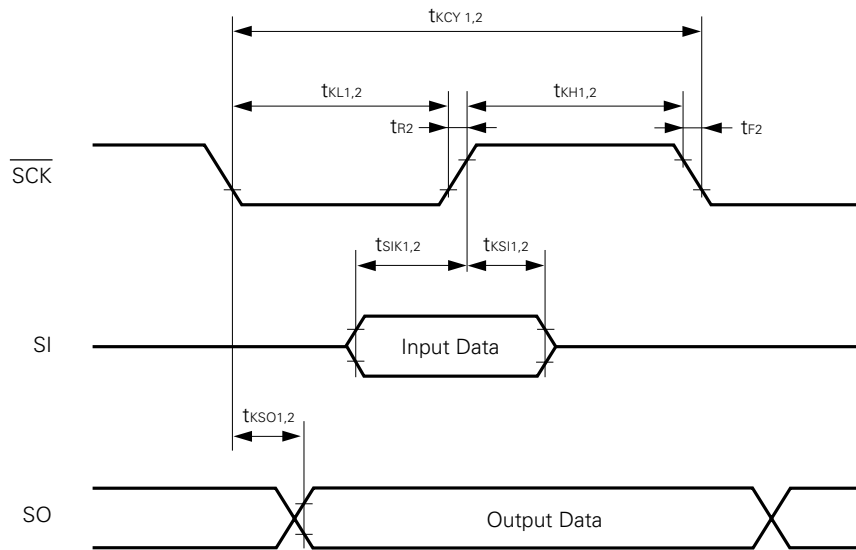 tKCY 1,2
tKL1,2
tKH1,2
tR2
tF2
SCK
tSIK1,2
tKSI1,2
SI
Input Data
tKSO1,2
SO
Output Data